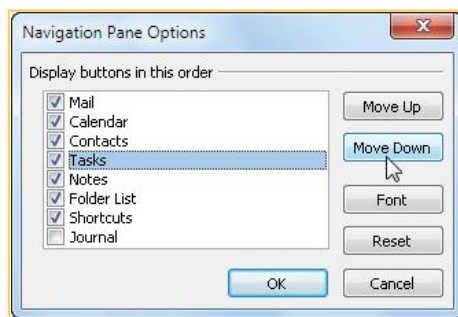 Navigation Pane Options
Display buttons in this order
Mail
Calendar
Contacts
Tasks
Notes
Folder List
Shortcuts
Journal
Move Up
Move Down
Font
Reset
OK
Cancel